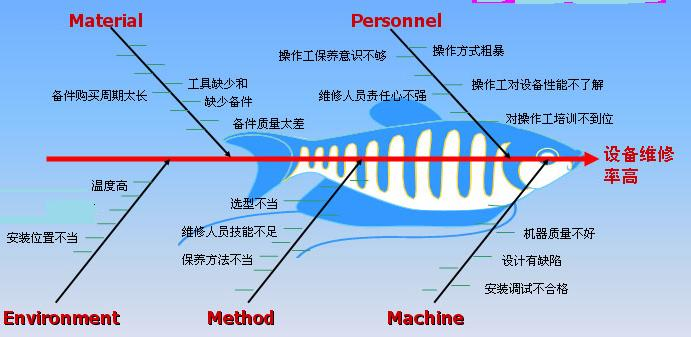 Material
Personnel
操作工保养意识不够
操作方式粗暴
备件购买周期太长
工具缺少和
缺少备件
备件质量太差
维修人员责任心不强
操作工对设备性能不了解
对操作工培训不到位
设备维修
率高
温度高
安装位置不当
选型不当
维修人员技能不足
保养方法不当
机器质量不好
设计有缺陷
安装调试不合格
Environment
Method
Machine